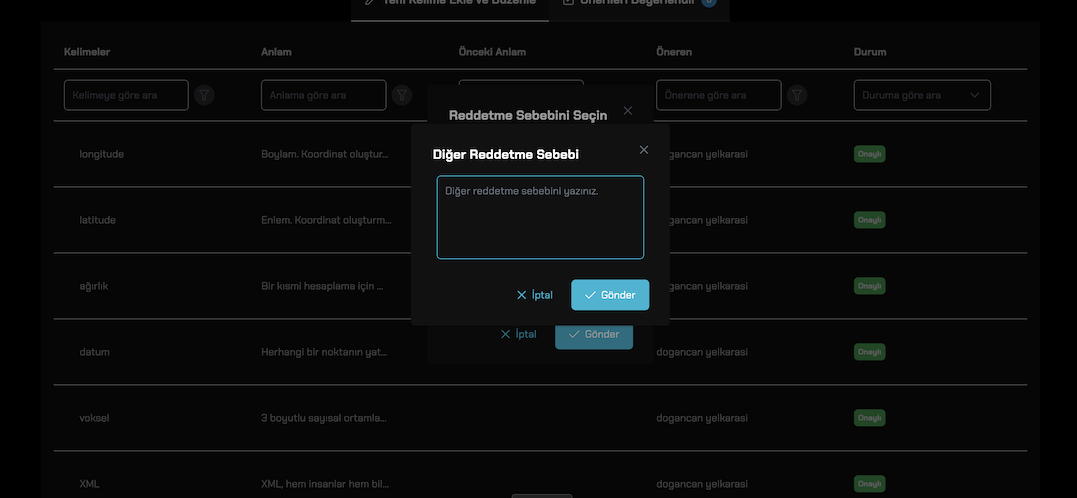 Yeni Kelime Ekle ve Düzenle
Önerileri Değerlendir
Kelimeler Anlam Önceki Anlam Öneren Durum
Kelimeye göre ara Anlama göre ara Önerene göre ara Duruma göre ara
Reddetme Sebebini Seçin
Diğer Reddetme Sebebi
longitude Boylam. Koordinat oluştur... dogancan yelkarasi Onaylı
Diğer reddetme sebebini yazınız.
latitude Enlem. Koordinat oluşturm... dogancan yelkarasi Onaylı
ağırlık Bir kısmi hesaplama için ... dogancan yelkarasi Onaylı
İptal Gönder
İptal Gönder
datum Herhangi bir noktanın yat... dogancan yelkarasi Onaylı
voksel 3 boyutlu sayısal ortamla... dogancan yelkarasi Onaylı
XML XML, hem insanlar hem bil... dogancan yelkarasi Onaylı